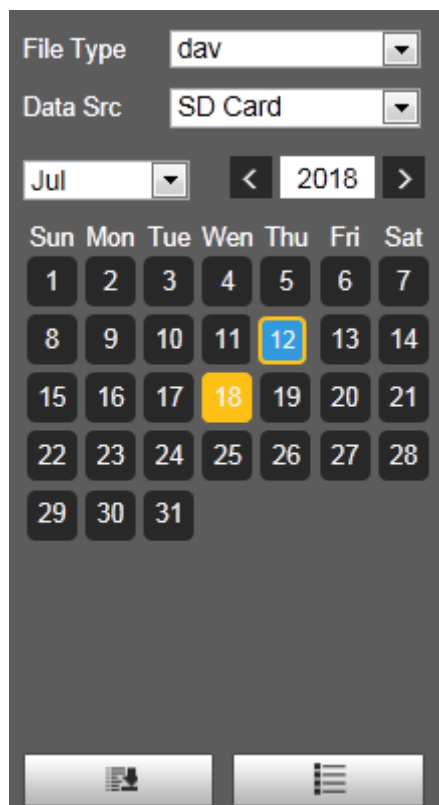 File Type dav
Data Src SD Card
Jul 2018
Sun Mon Tue Wen Thu Fri Sat
1 2 3 4 5 6 7
8 9 10 11 12 13 14
15 16 17 18 19 20 21
22 23 24 25 26 27 28
29 30 31